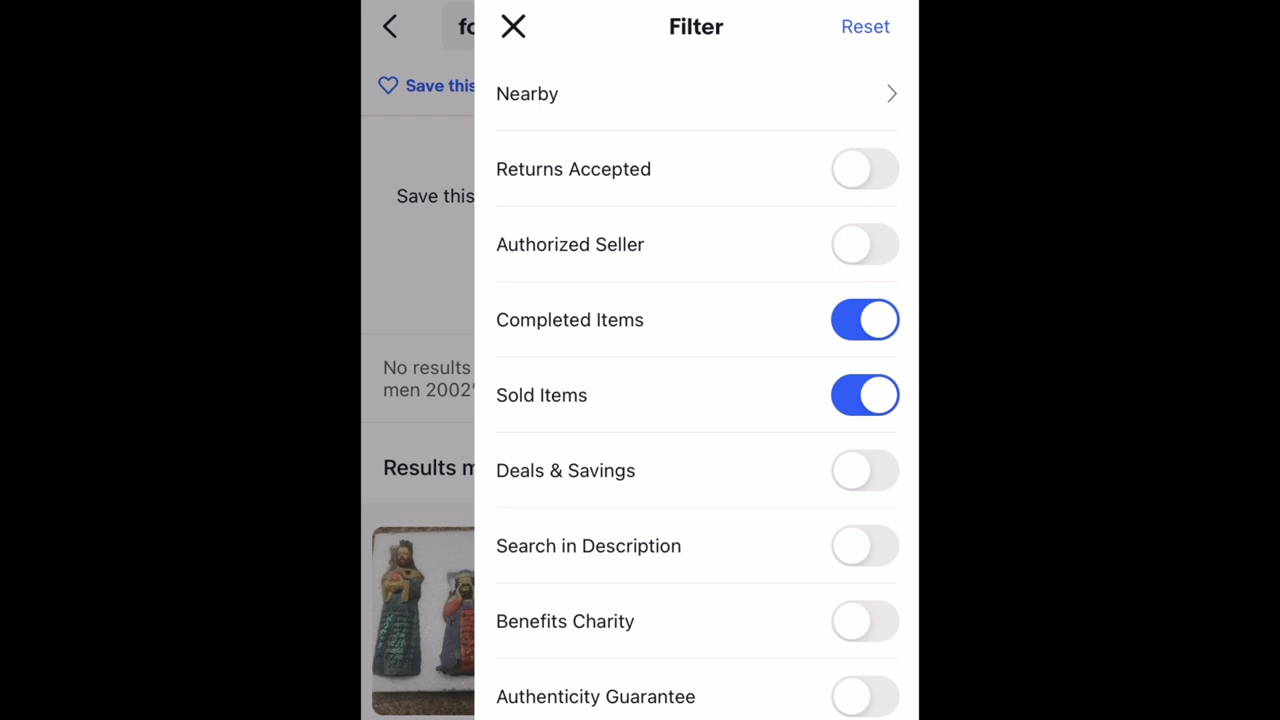 fo
Filter
Reset
Save this
Nearby
Returns Accepted
Save this
Authorized Seller
Completed Items
No results
men 2002"
Sold Items
Results m
Deals & Savings
Search in Description
Benefits Charity
Authenticity Guarantee